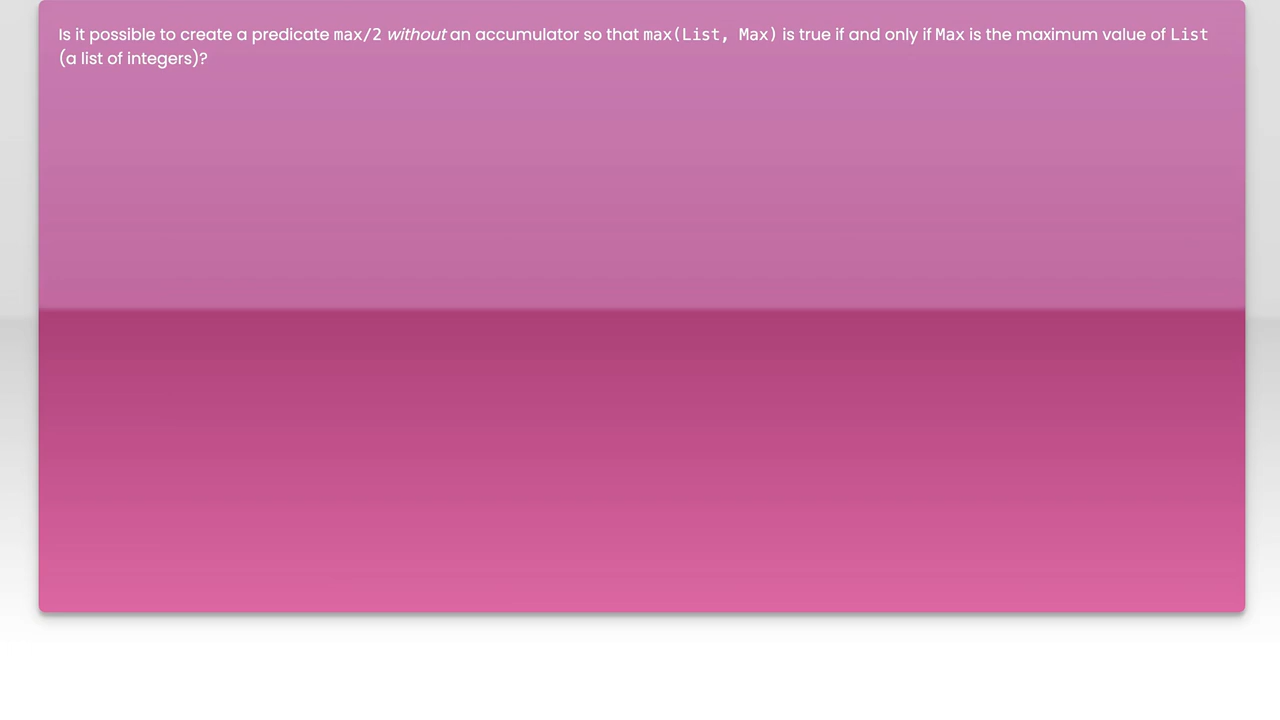 Is it possible to create a predicate max/2 without an accumulator so that max(List, Max) is true if and only if Max is the maximum value of List
(a list of integers)?